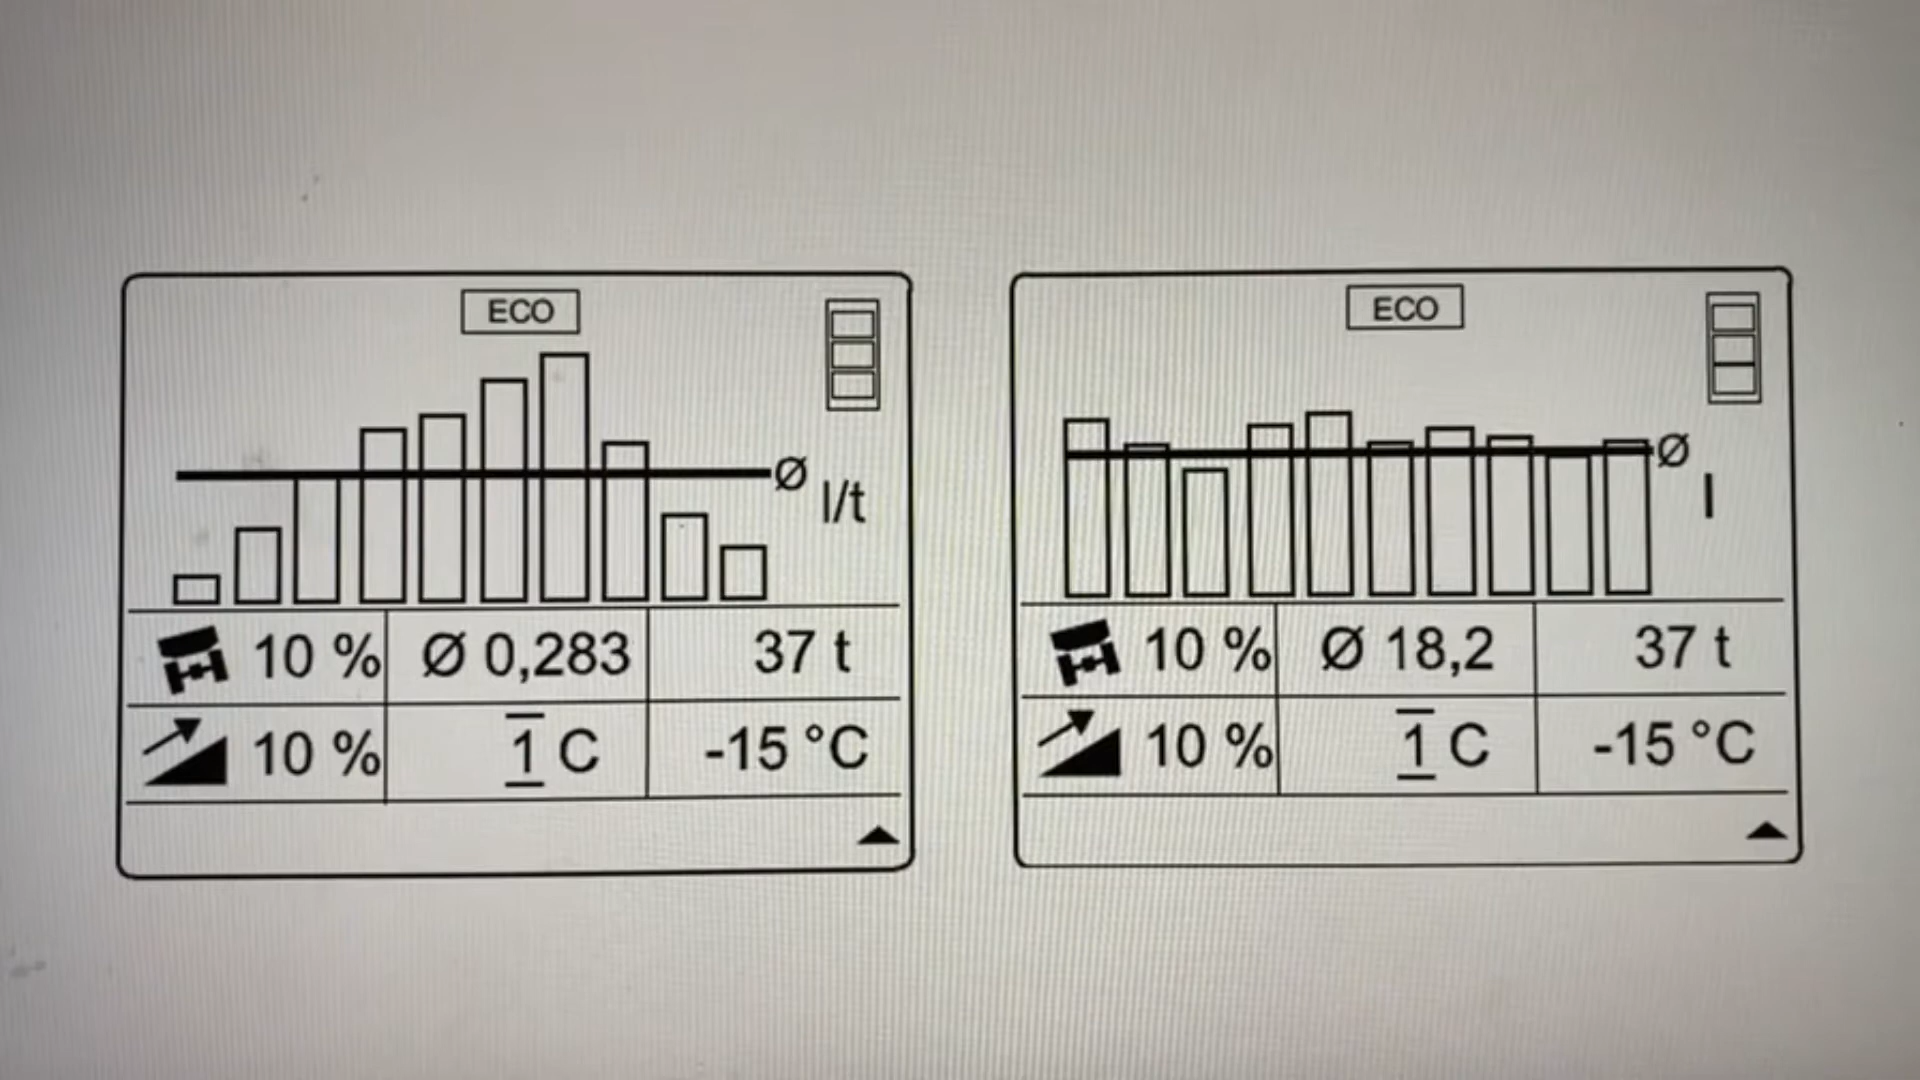 ECO
Ø
l/t
10 % Ø 0,283 37 t
10 % 1 C -15 °C
ECO
Ø
l
10 % Ø 18,2 37 t
10 % 1 C -15 °C